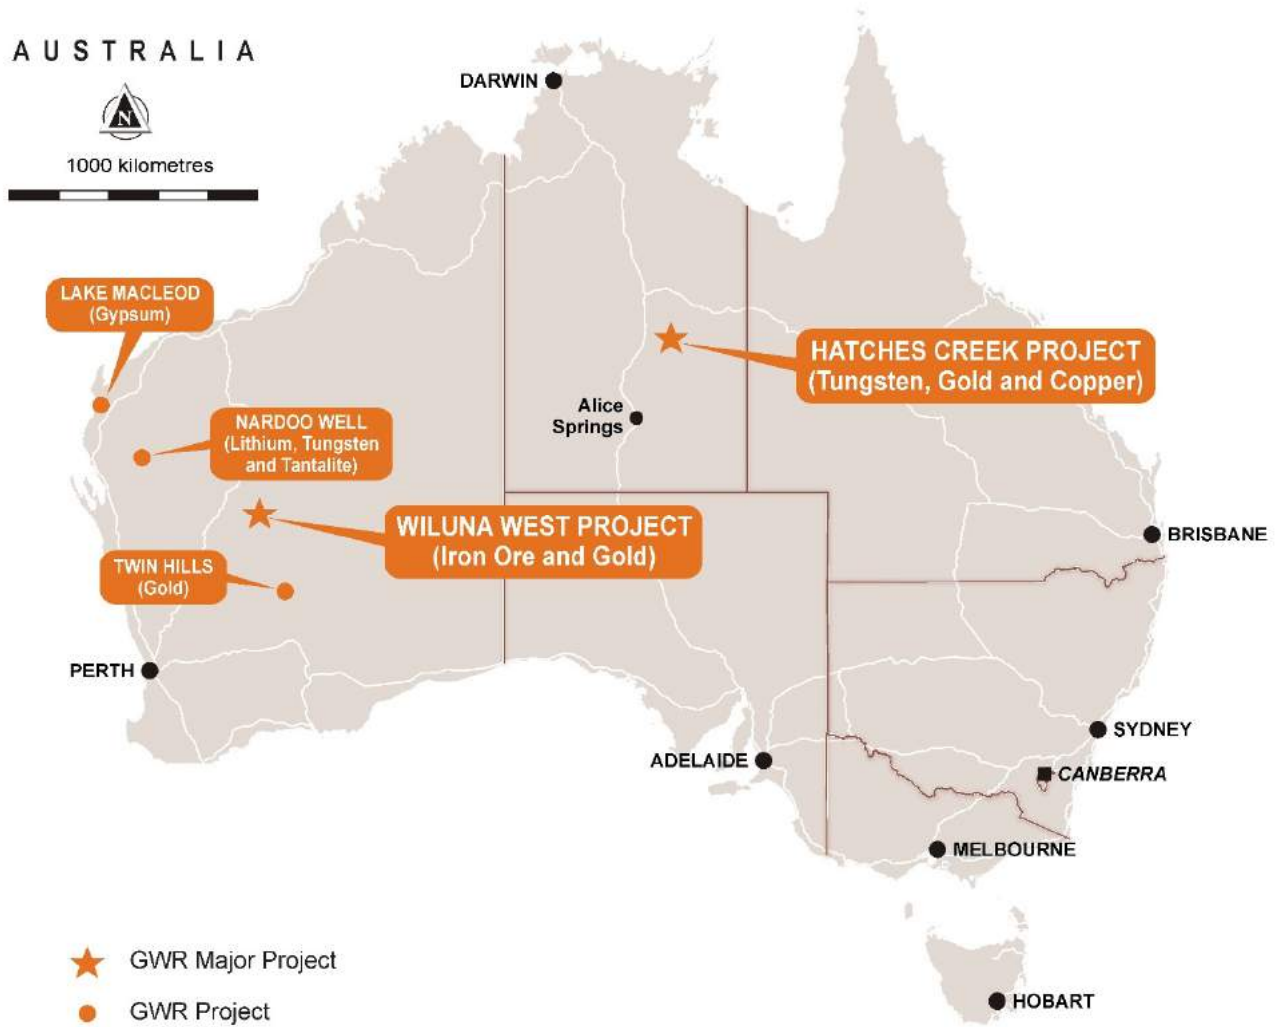 AUSTRALIA
N
1000 kilometres
DARWIN
LAKE MACLEOD
(Gypsum)
HATCHES CREEK PROJECT
(Tungsten, Gold and Copper)
Alice
Springs
NARDOO WELL
(Lithium, Tungsten
and Tantalite)
WILUNA WEST PROJECT
(Iron Ore and Gold)
BRISBANE
TWIN HILLS
(Gold)
PERTH
SYDNEY
ADELAIDE
CANBERRA
MELBOURNE
GWR Major Project
GWR Project
HOBART